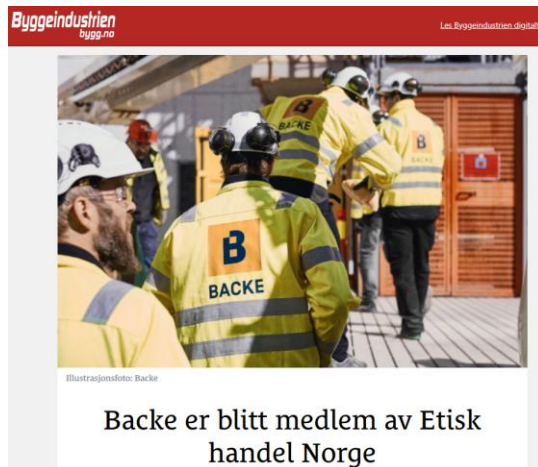 Byggeindustrien
bygg.no
Les Byggeindustrien digitalt
BACKE
B
BACKE
B
BACKE
Illustrasjonsfoto: Backe
Backe er blitt medlem av Etisk
handel Norge